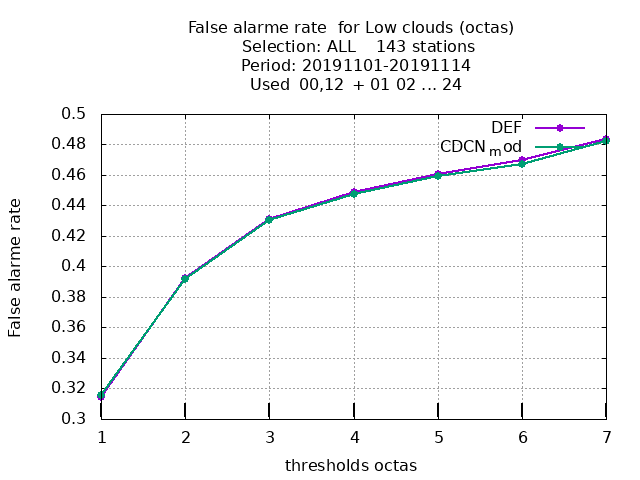 False alarme rate  for Low clouds (octas)
Selection: ALL    143 stations
Period: 20191101-20191114
Used  00,12  + 01 02 ... 24
0.5
0.48
0.46
0.44
0.42
0.4
0.38
0.36
0.34
0.32
0.3
False alarme rate
DEF
CDCNmod
1 2 3 4 5 6 7
thresholds octas